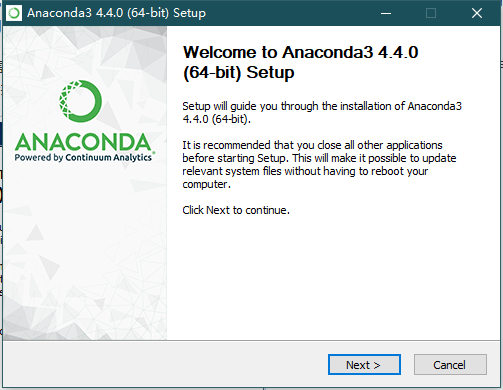 Anaconda3 4.4.0 (64-bit) Setup
Welcome to Anaconda3 4.4.0
(64-bit) Setup
Setup will guide you through the installation of Anaconda3
4.4.0 (64-bit).
It is recommended that you close all other applications
before starting Setup. This will make it possible to update
relevant system files without having to reboot your
computer.
Click Next to continue.
ANACONDA
Powered by Continuum Analytics®
Next >
Cancel